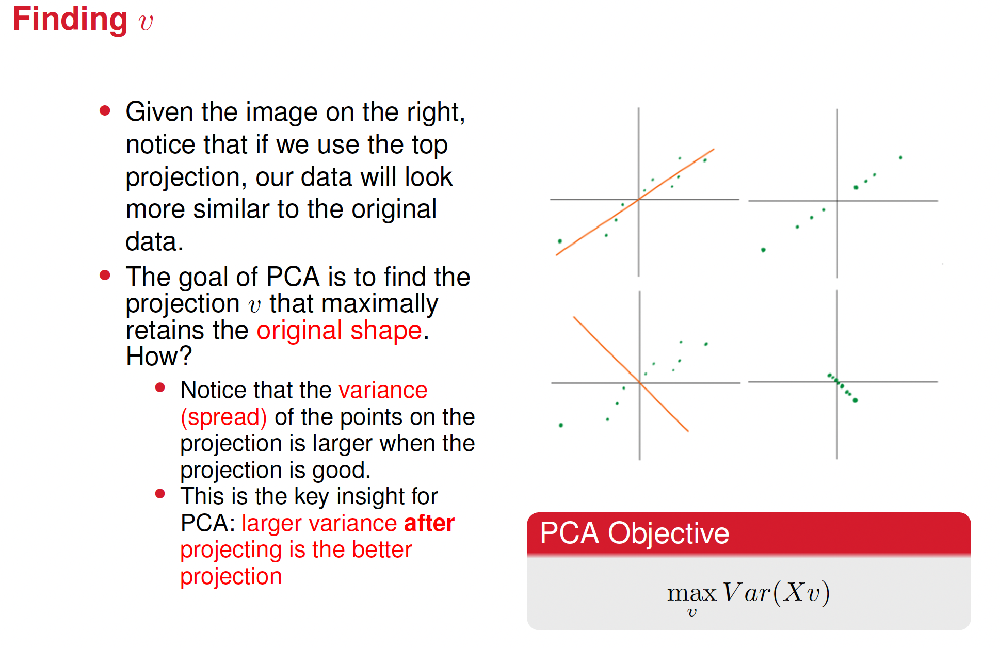 Finding v
• Given the image on the right,
notice that if we use the top
projection, our data will look
more similar to the original
data.
• The goal of PCA is to find the
projection v that maximally
retains the original shape.
How?
• Notice that the variance
(spread) of the points on the
projection is larger when the
projection is good.
• This is the key insight for
PCA: larger variance after
projecting is the better
projection
PCA Objective
max Var(Xv)
v